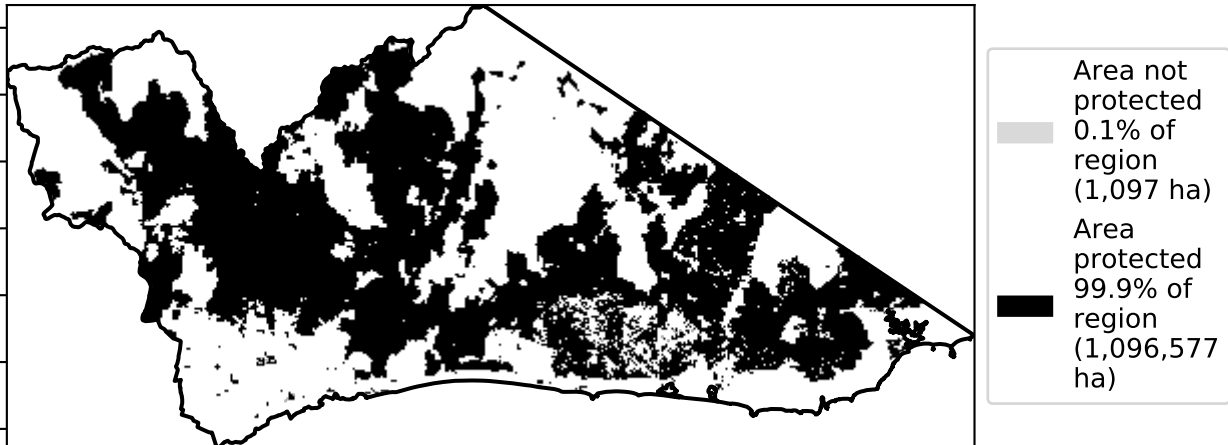 Area not
protected
0.1% of
region
(1,097 ha)
Area
protected
99.9% of
region
(1,096,577
ha)